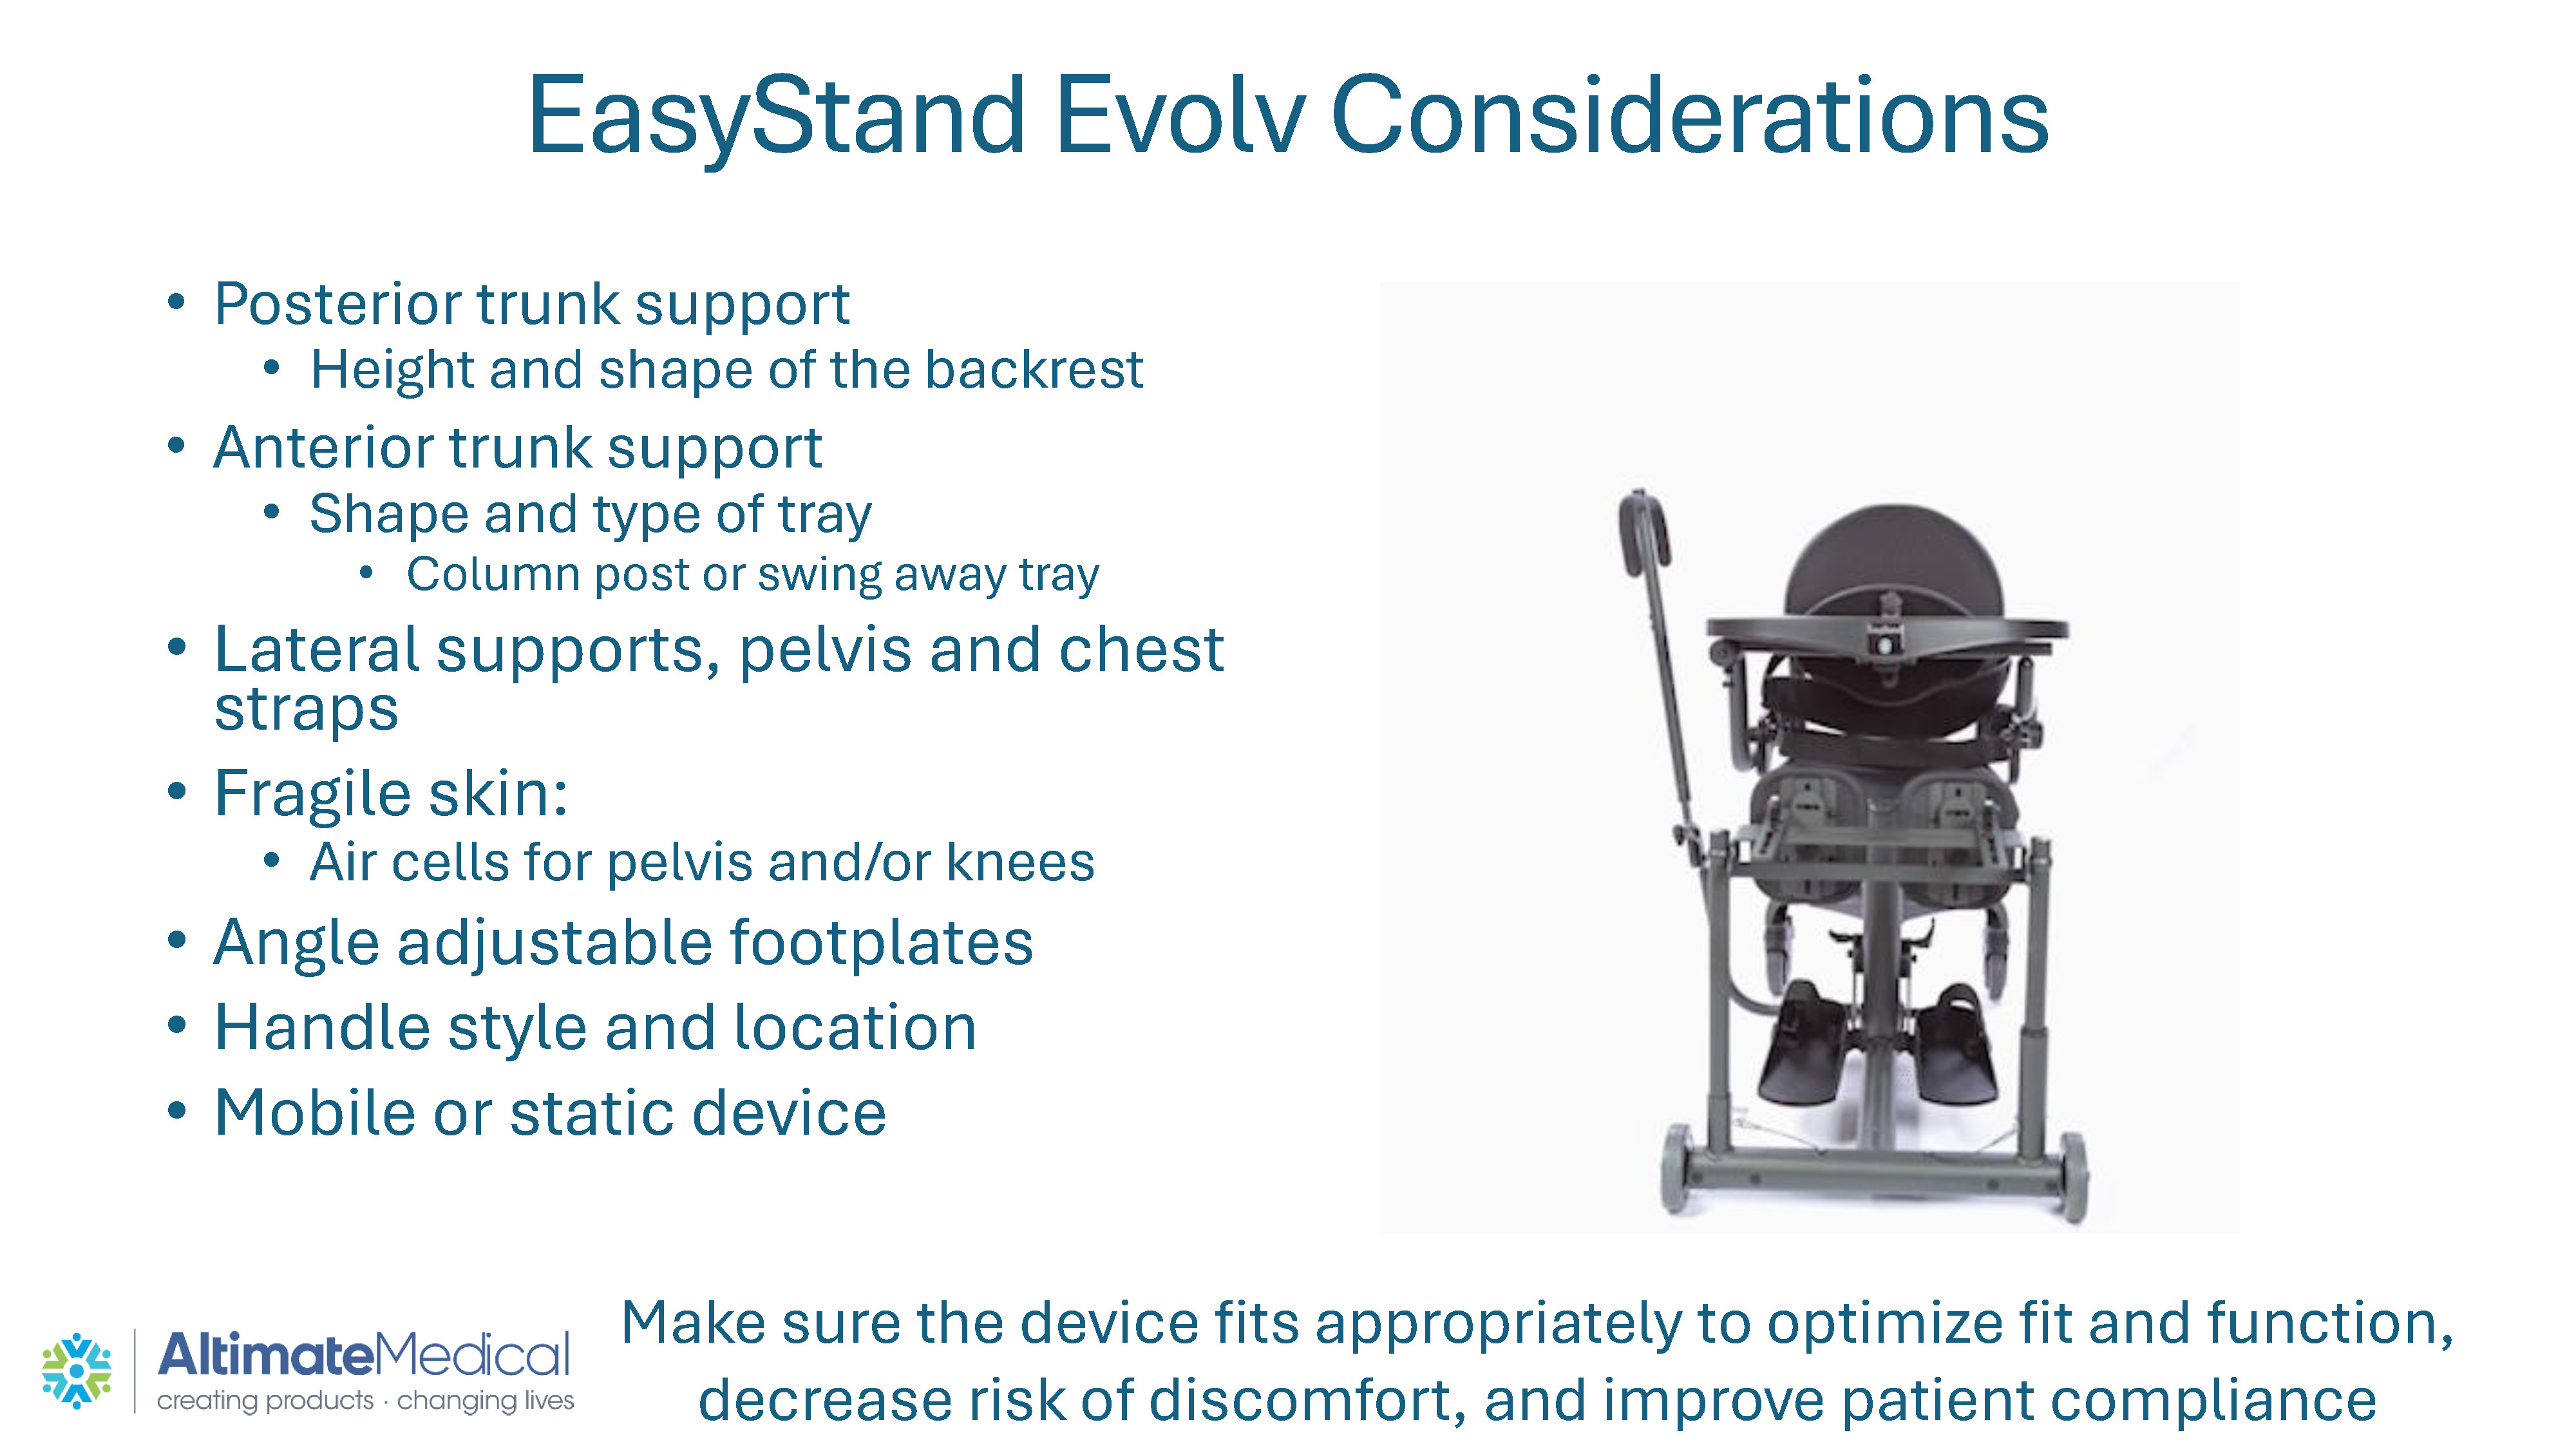 EasyStand Evolv Considerations
• Posterior trunk support
• Height and shape of the backrest
• Anterior trunk support
• Shape and type of tray
• Column post or swing away tray
• Lateral supports, pelvis and chest
straps
• Fragile skin:
• Air cells for pelvis and/or knees
• Angle adjustable footplates
• Handle style and location
• Mobile or static device
Make sure the device fits appropriately to optimize fit and function,
decrease risk of discomfort, and improve patient compliance
AltimateMedical
creating products · changing lives